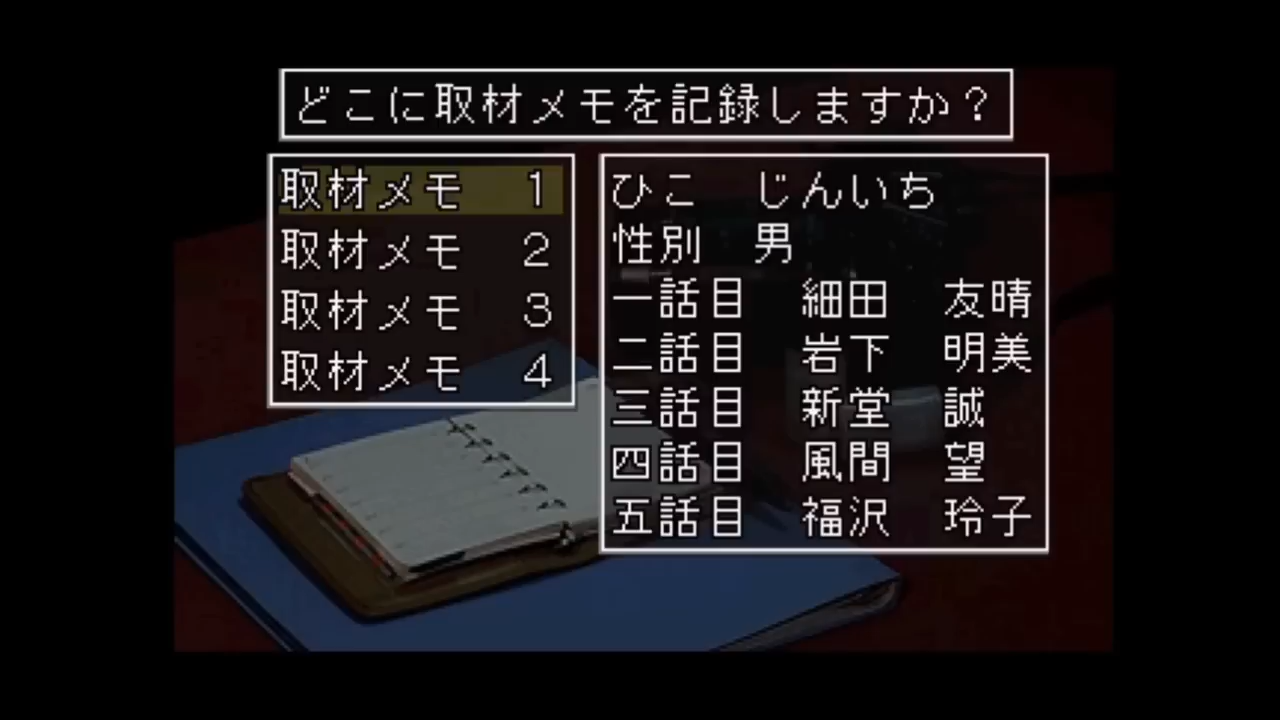 どこに取材メモを記録しますか？
取材メモ　1
取材メモ　2
取材メモ　3
取材メモ　4
ひこ　じんいち
性別　男
一話目　細田　友晴
二話目　岩下　明美
三話目　新堂　誠
四話目　風間　望
五話目　福沢　玲子